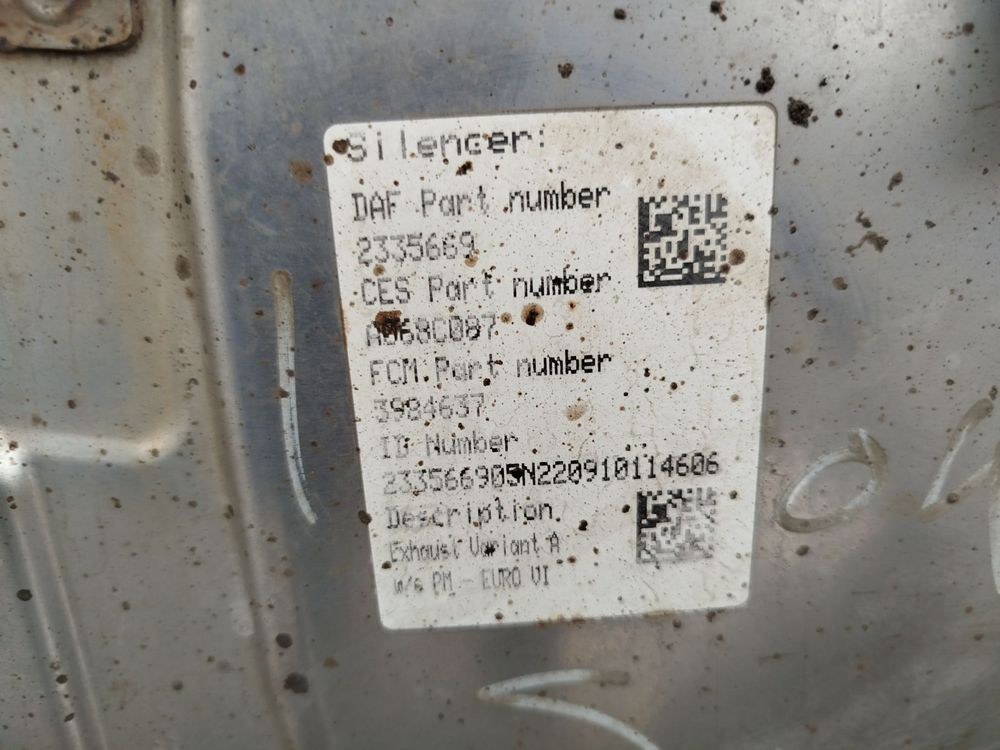 Silencer:
DAF Part number
2335669
CES Part number
A068C087
FCM Part number
3984637
ID Number
233566905N220910114606
Description
Exhaust Variant A
w/s PM - EURO VI